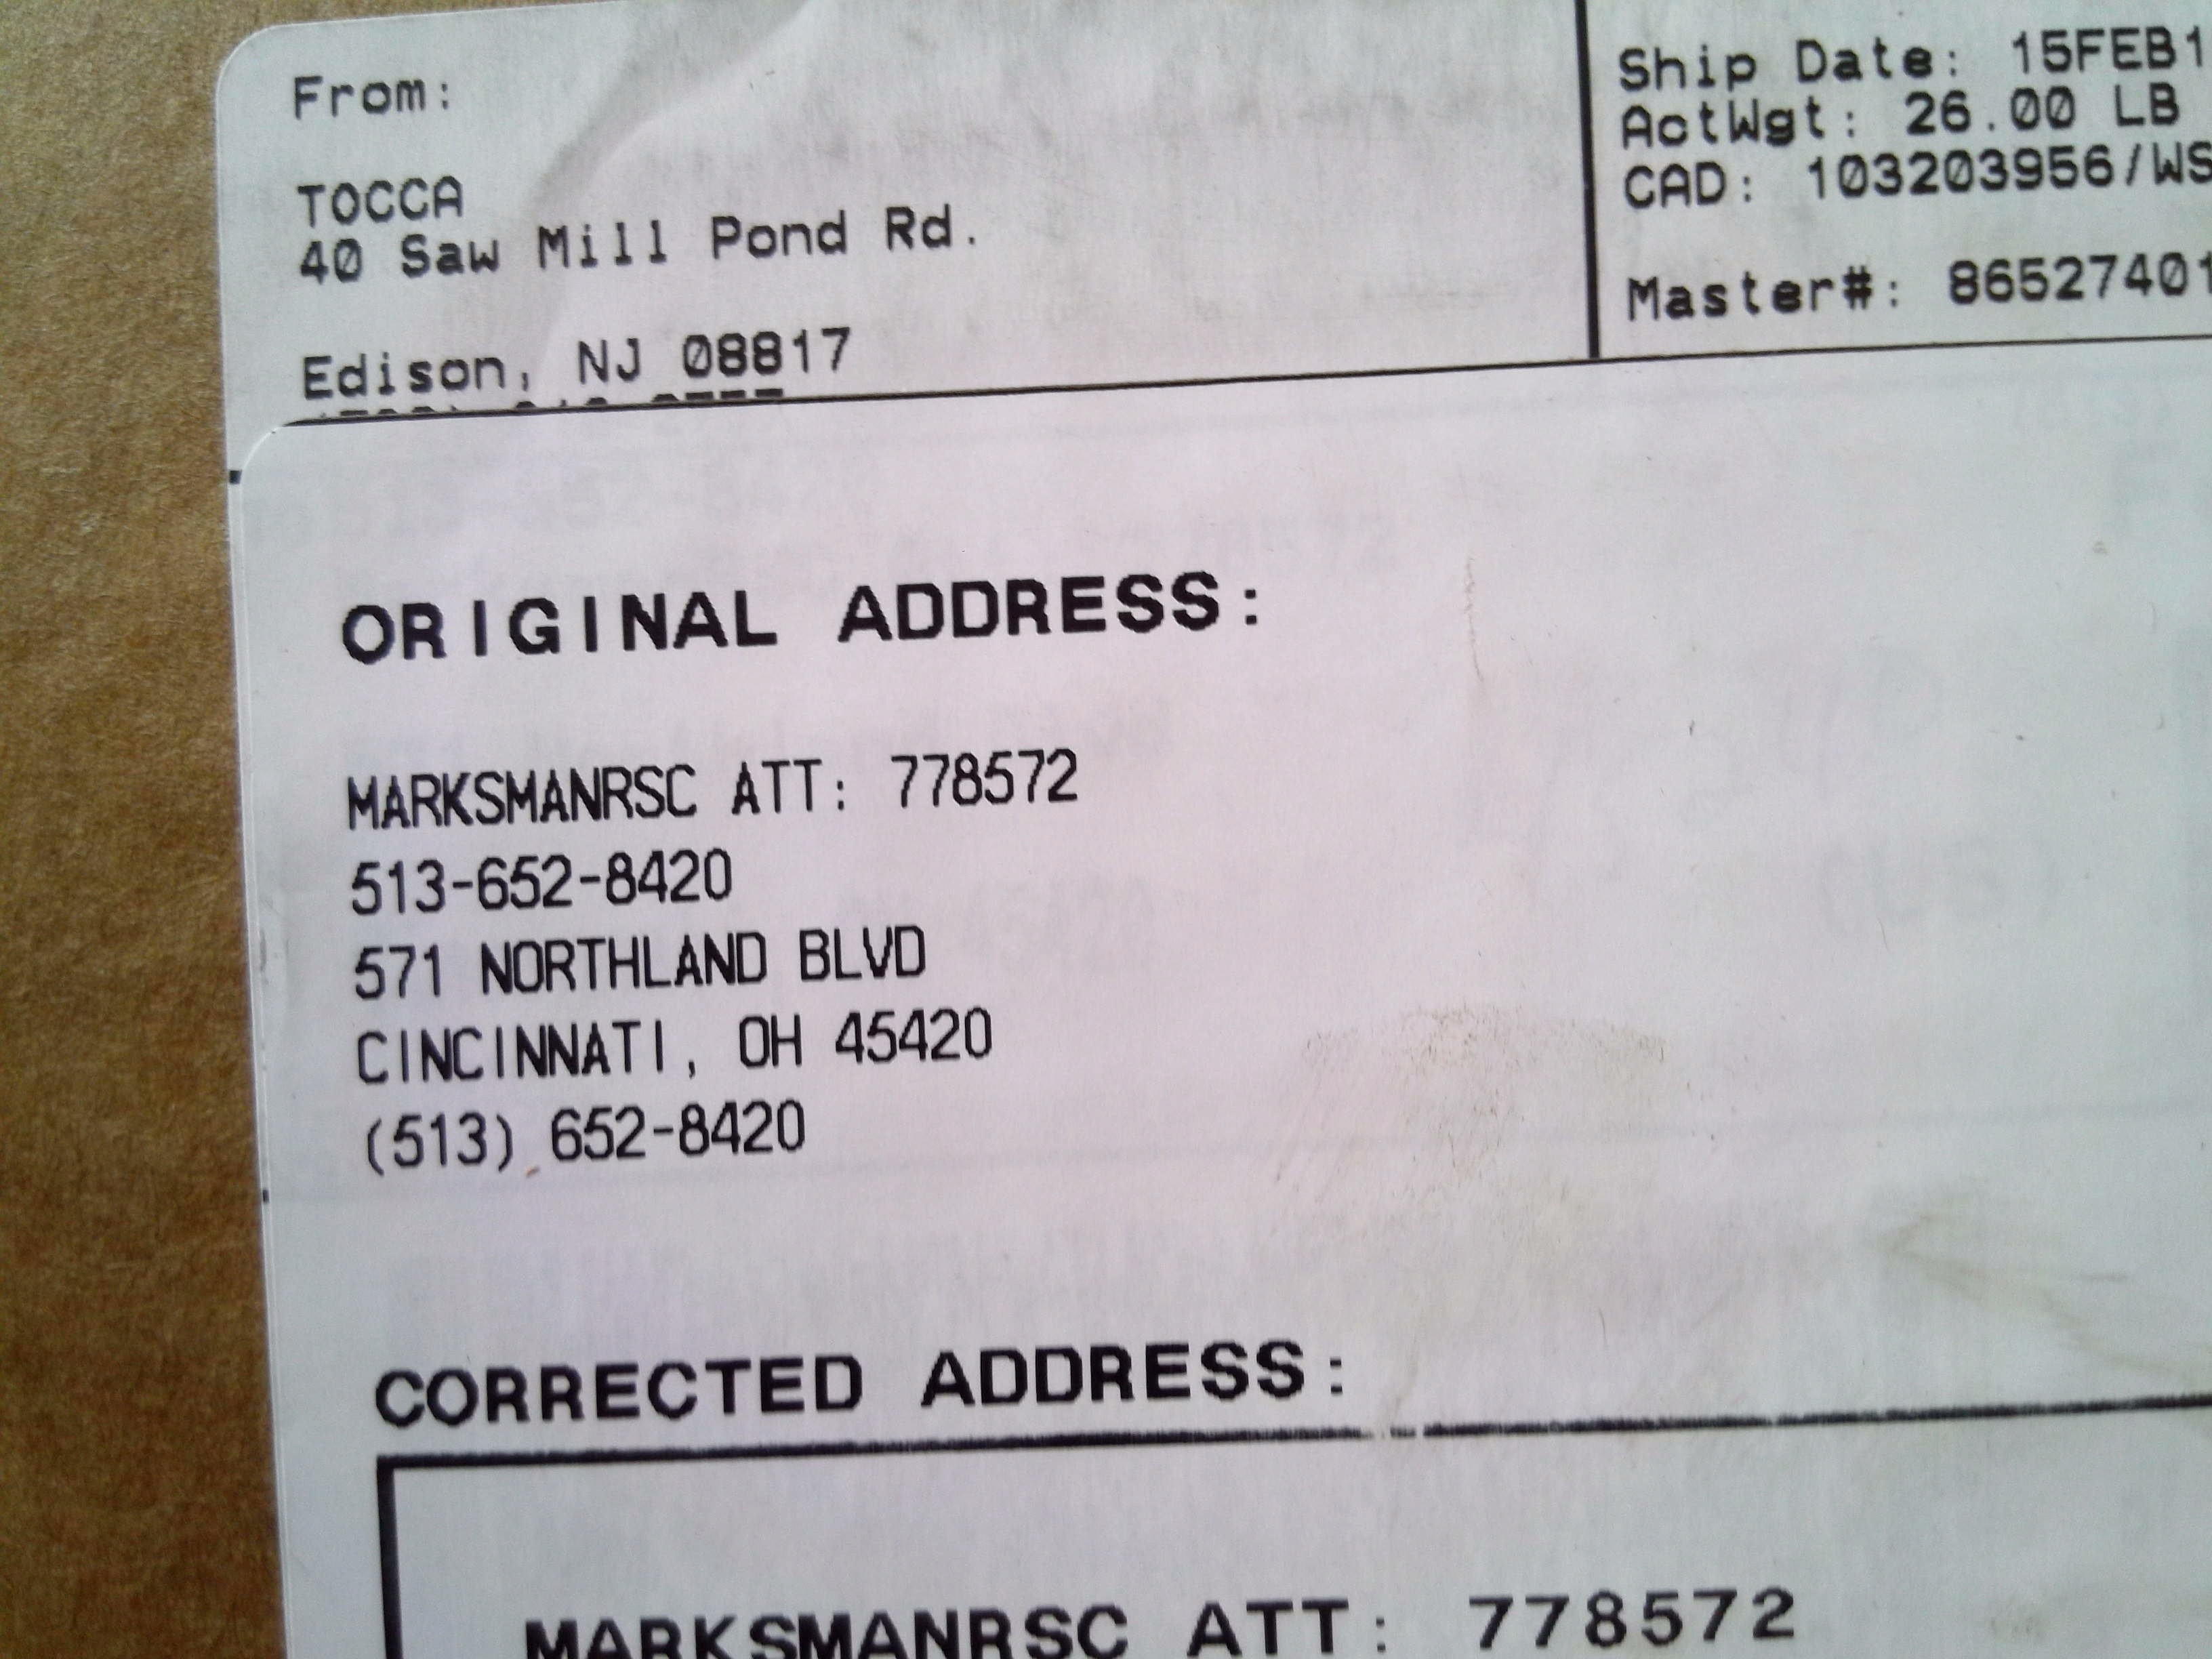 From:
TOCCA
40 Saw Mill Pond Rd.
Edison, NJ 08817
Ship Date: 15FEB1
ActWgt: 26.00 LB
CAD: 103203956/WS
Master#: 86527401
ORIGINAL ADDRESS:
MARKSMANRSC ATT: 778572
513-652-8420
571 NORTHLAND BLVD
CINCINNATI, OH 45420
(513) 652-8420
CORRECTED ADDRESS:
MARKSMANRSC ATT: 778572